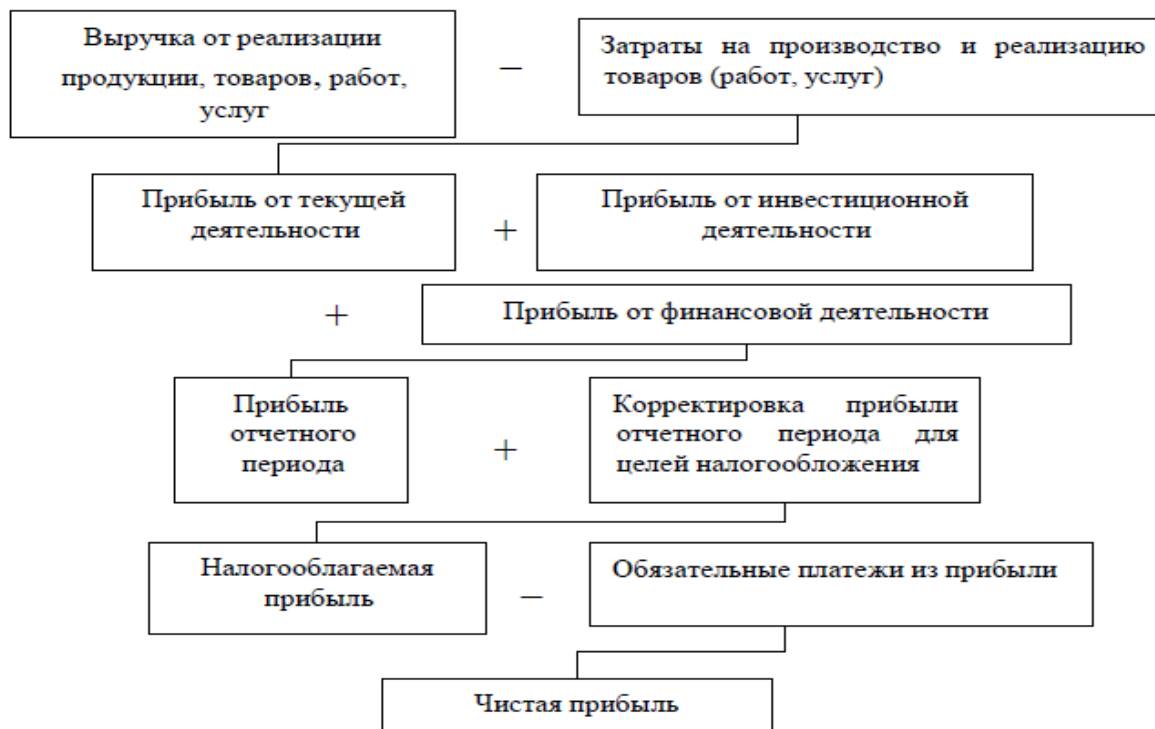 Выручка от реализации
продукции, товаров, работ,
услуг
–
Затраты на производство и реализацию
товаров (работ, услуг)
Прибыль от текущей
деятельности
+
Прибыль от инвестиционной
деятельности
+
Прибыль от финансовой деятельности
Прибыль
отчетного
периода
+
Корректировка прибыли
отчетного периода для
целей налогообложения
Налогооблагаемая
прибыль
–
Обязательные платежи из прибыли
Чистая прибыль